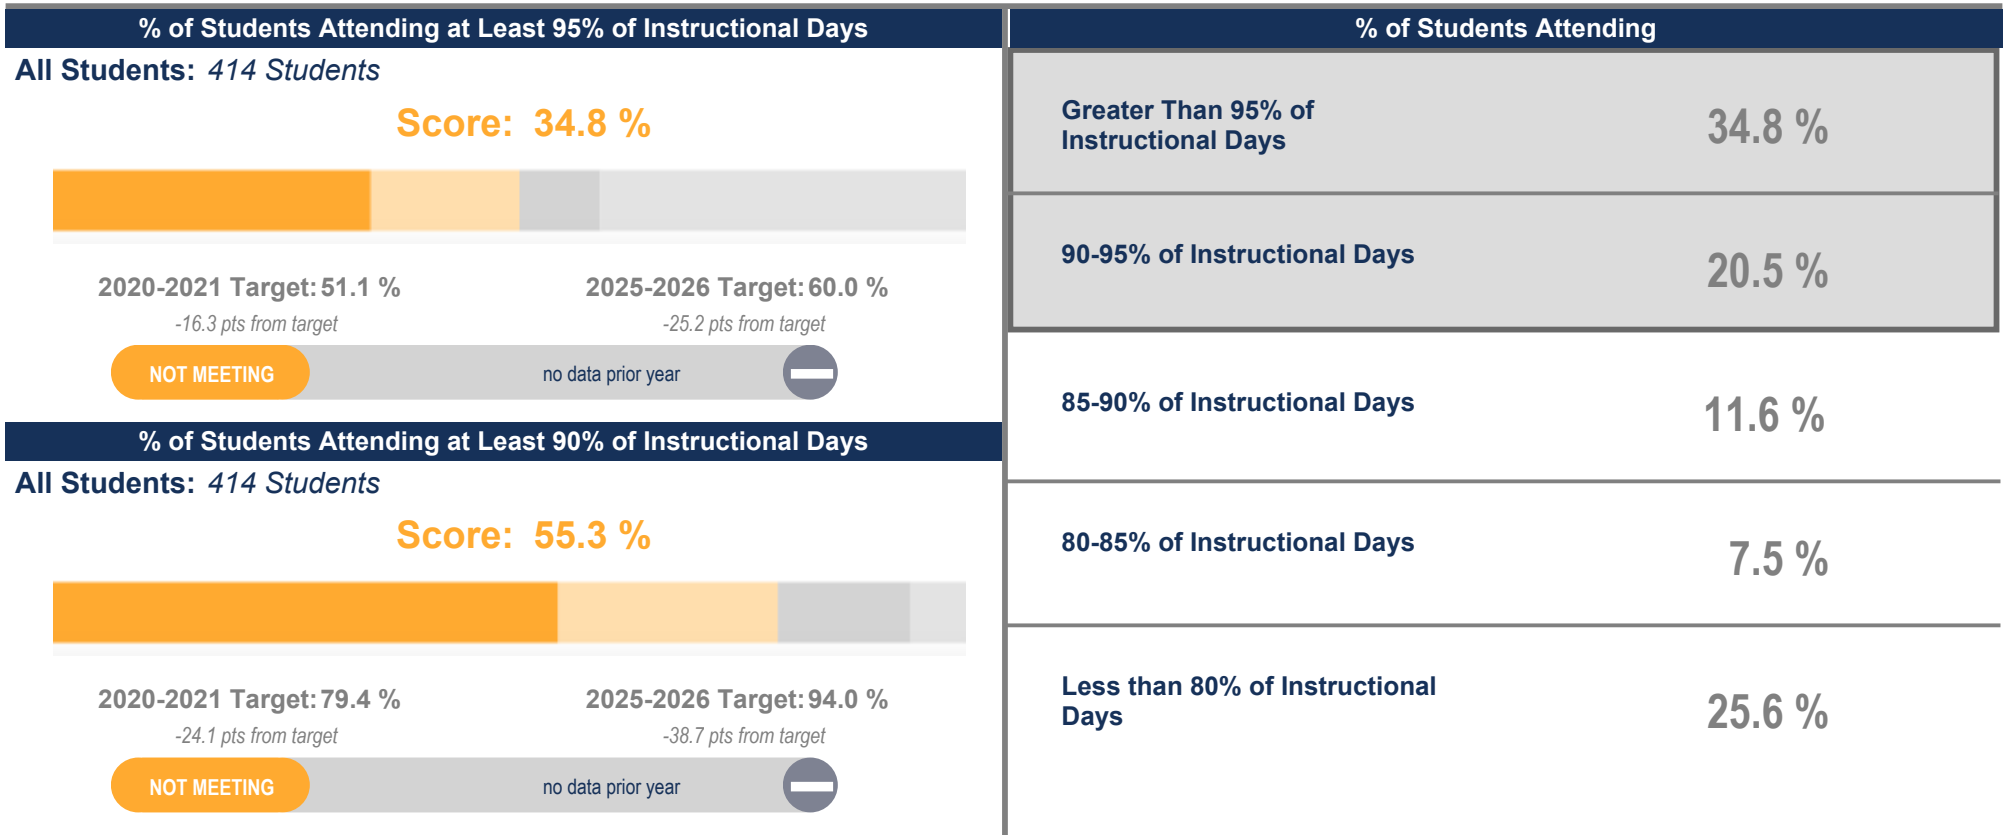 % of Students Attending at Least 95% of Instructional Days
All Students: 414 Students
Score: 34.8 %
2020-2021 Target: 51.1 %
-16.3 pts from target
2025-2026 Target: 60.0 %
-25.2 pts from target
NOT MEETING
no data prior year
% of Students Attending at Least 90% of Instructional Days
All Students: 414 Students
Score: 55.3 %
2020-2021 Target: 79.4 %
-24.1 pts from target
2025-2026 Target: 94.0 %
-38.7 pts from target
NOT MEETING
no data prior year
% of Students Attending
Greater Than 95% of
Instructional Days
34.8 %
90-95% of Instructional Days
20.5 %
85-90% of Instructional Days
11.6 %
80-85% of Instructional Days
7.5 %
Less than 80% of Instructional
Days
25.6 %